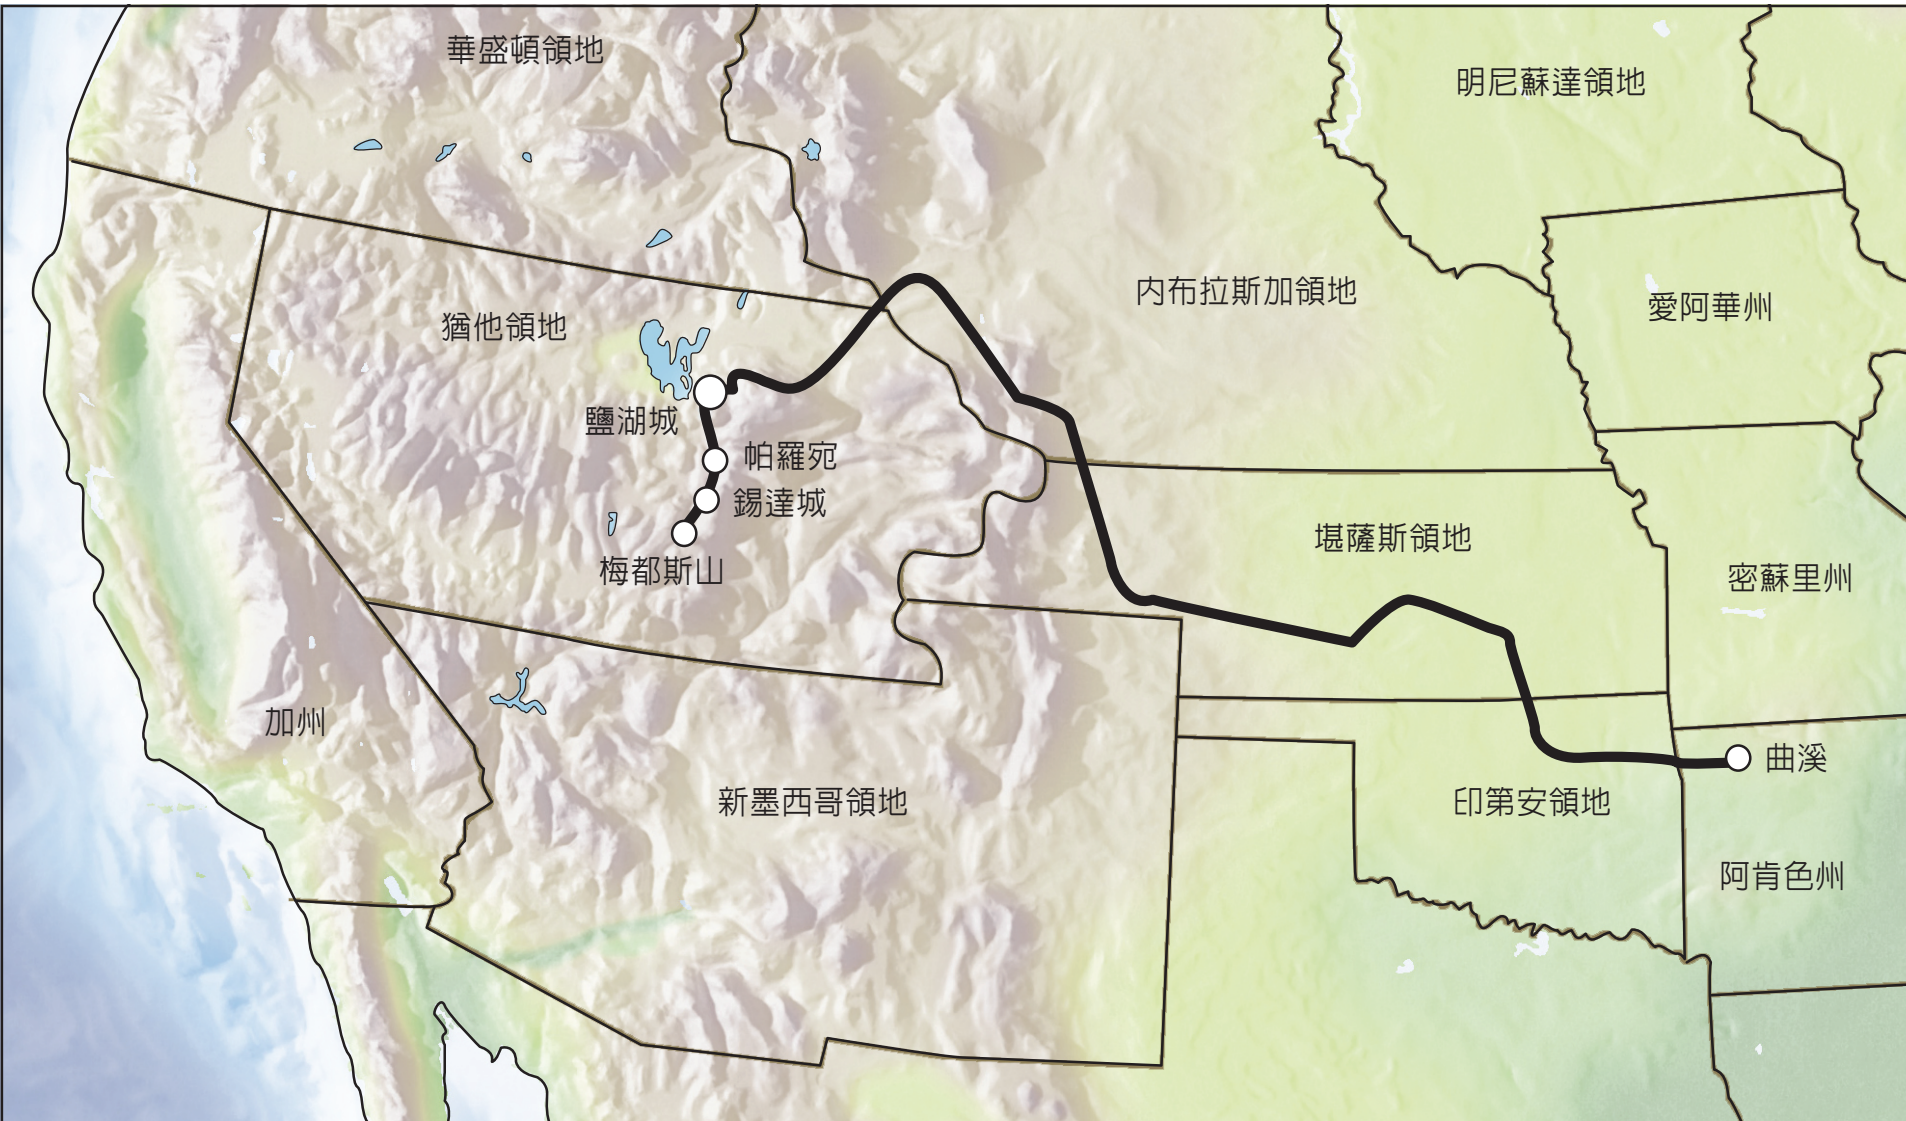 華盛頓領地
明尼蘇達領地
內布拉斯加領地
愛阿華州
猶他領地
鹽湖城
帕羅宛
錫達城
梅都斯山
堪薩斯領地
密蘇里州
加州
新墨西哥領地
印第安領地
曲溪
阿肯色州